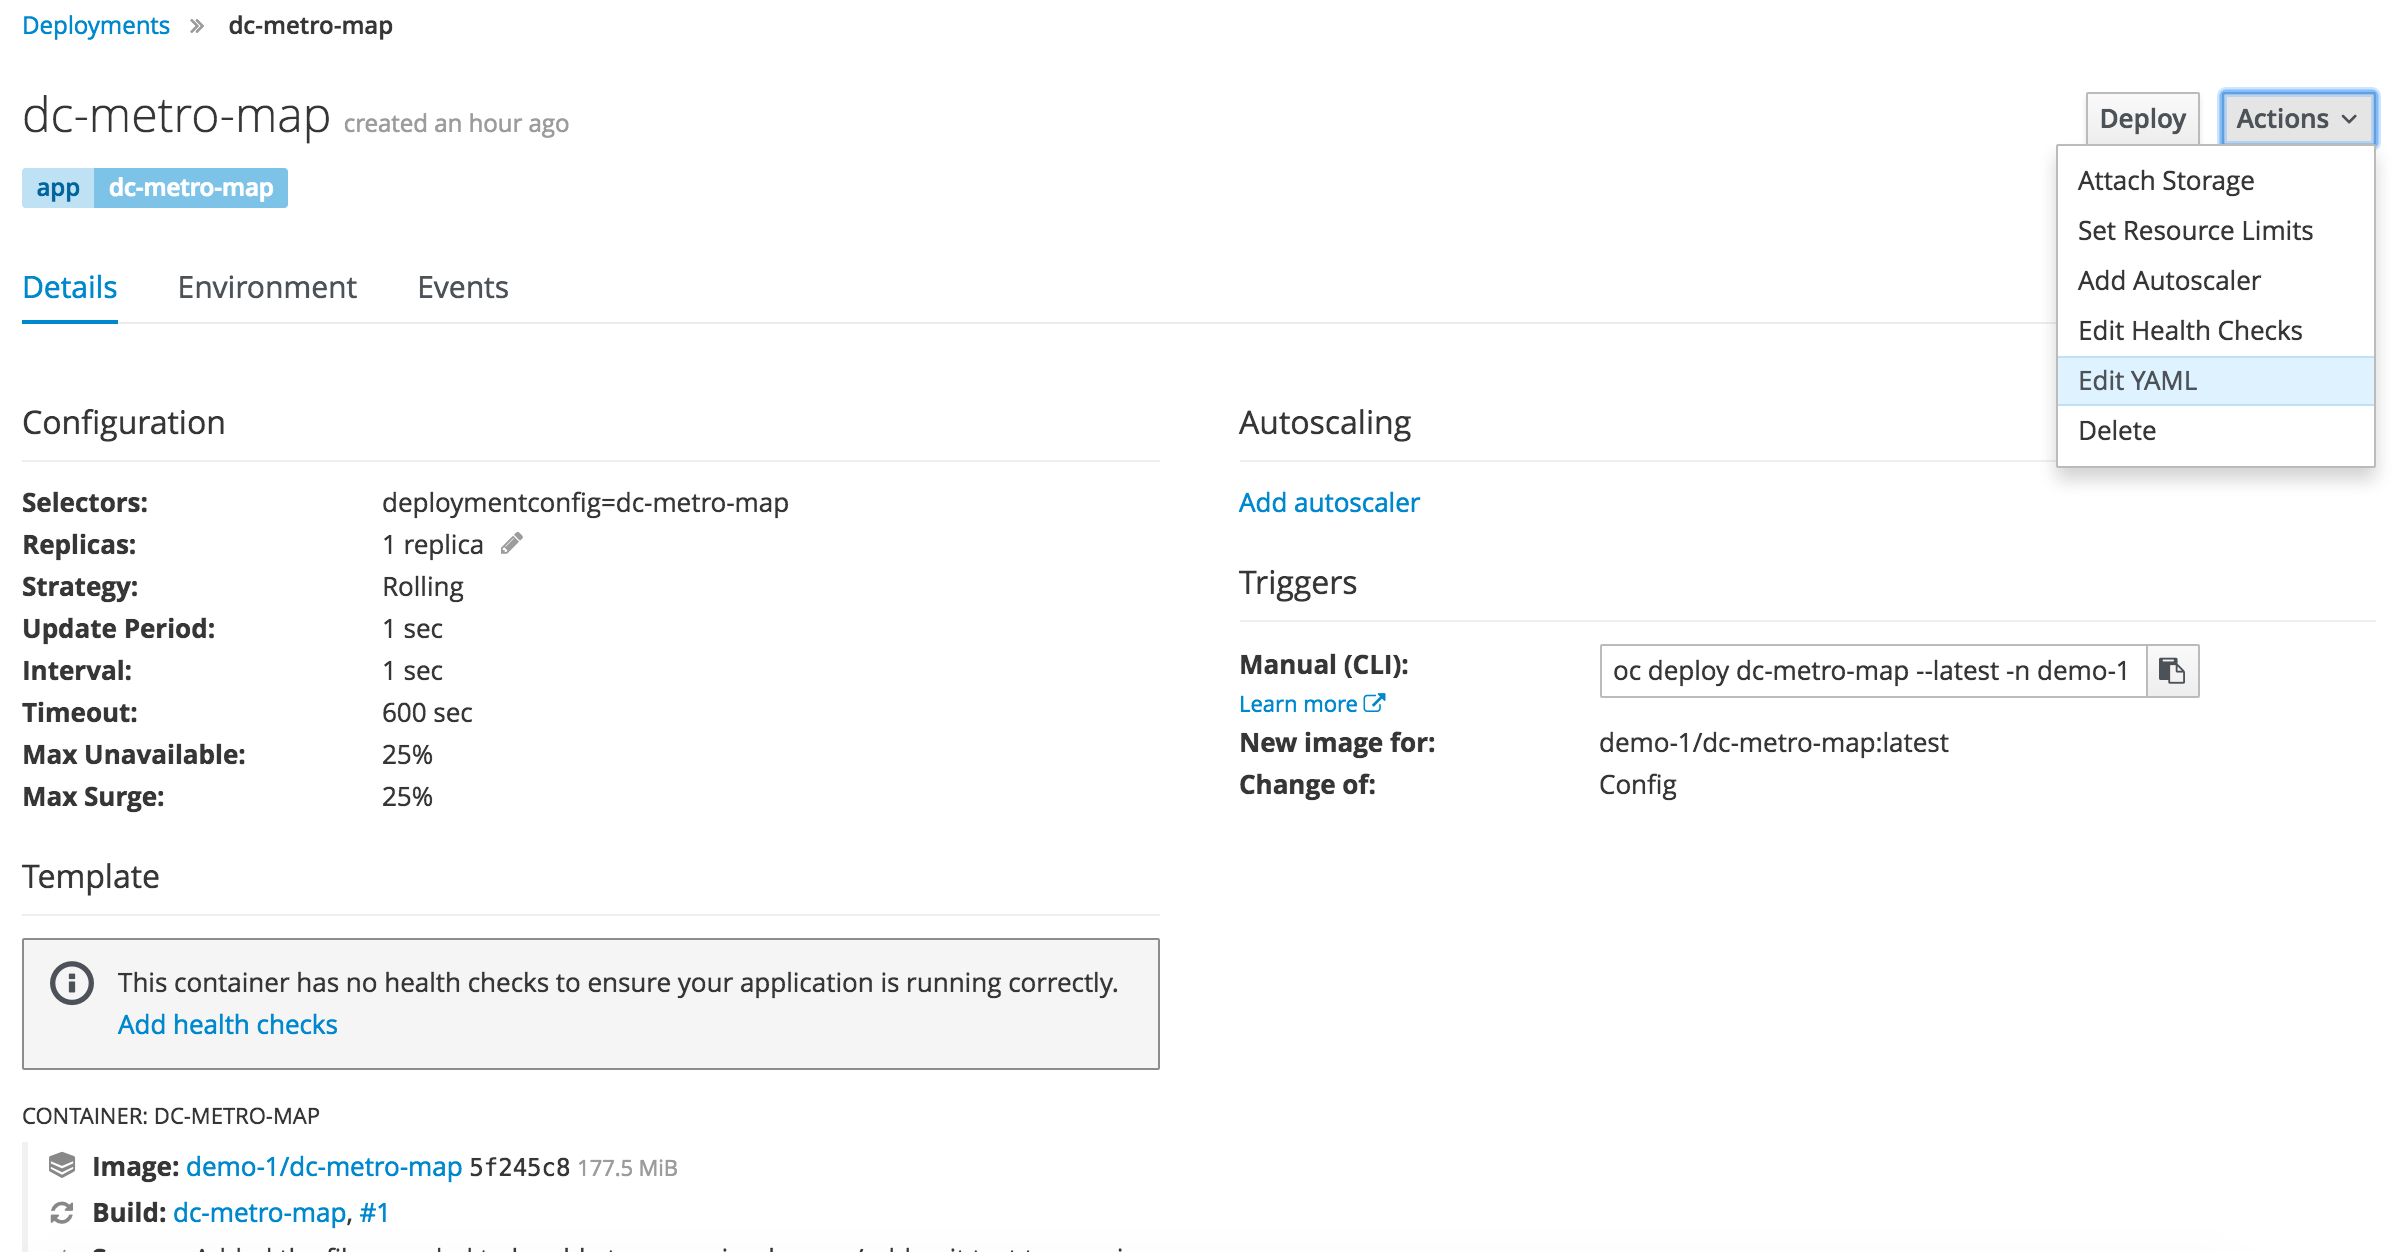 Deployments » dc-metro-map
dc-metro-map created an hour ago
Deploy
Actions
app dc-metro-map
Attach Storage
Set Resource Limits
Add Autoscaler
Edit Health Checks
Edit YAML
Delete
Details Environment Events
Configuration
Selectors: deploymentconfig=dc-metro-map
Replicas: 1 replica
Strategy: Rolling
Update Period: 1 sec
Interval: 1 sec
Timeout: 600 sec
Max Unavailable: 25%
Max Surge: 25%
Autoscaling
Add autoscaler
Triggers
Manual (CLI): oc deploy dc-metro-map --latest -n demo-1
Learn more
New image for: demo-1/dc-metro-map:latest
Change of: Config
Template
This container has no health checks to ensure your application is running correctly.
Add health checks
CONTAINER: DC-METRO-MAP
Image: demo-1/dc-metro-map 5f245c8 177.5 MiB
Build: dc-metro-map, #1